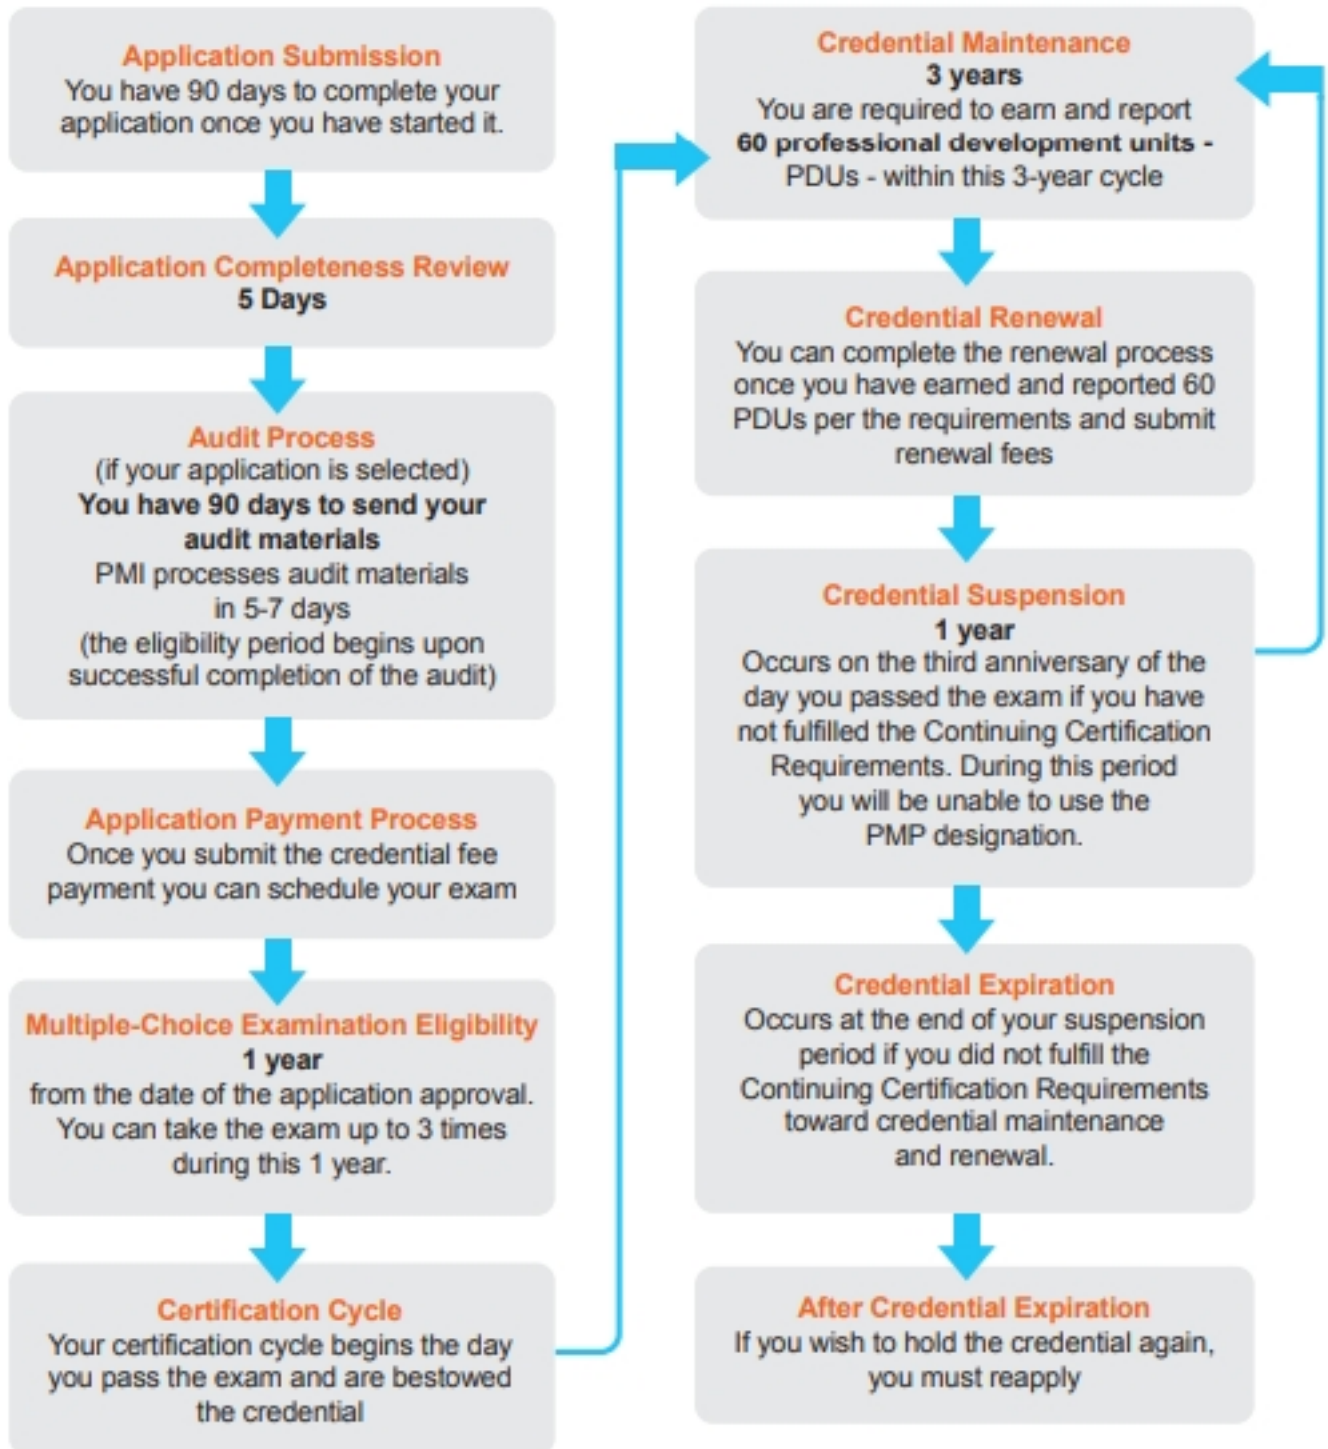 Application Submission
You have 90 days to complete your
application once you have started it.
Application Completeness Review
5 Days
Audit Process
(if your application is selected)
You have 90 days to send your
audit materials
PMI processes audit materials
in 5-7 days
(the eligibility period begins upon
successful completion of the audit)
Application Payment Process
Once you submit the credential fee
payment you can schedule your exam
Multiple-Choice Examination Eligibility
1 year
from the date of the application approval.
You can take the exam up to 3 times
during this 1 year.
Certification Cycle
Your certification cycle begins the day
you pass the exam and are bestowed
the credential
Credential Maintenance
3 years
You are required to earn and report
60 professional development units -
PDUs - within this 3-year cycle
Credential Renewal
You can complete the renewal process
once you have earned and reported 60
PDUs per the requirements and submit
renewal fees
Credential Suspension
1 year
Occurs on the third anniversary of the
day you passed the exam if you have
not fulfilled the Continuing Certification
Requirements. During this period
you will be unable to use the
PMP designation.
Credential Expiration
Occurs at the end of your suspension
period if you did not fulfill the
Continuing Certification Requirements
toward credential maintenance
and renewal.
After Credential Expiration
If you wish to hold the credential again,
you must reapply